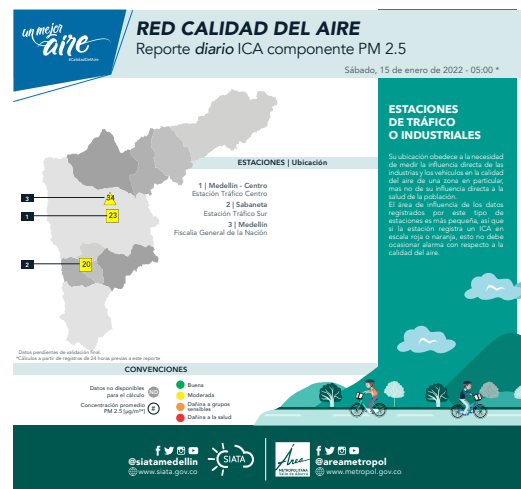 un mejor
aire
#CalidadDelAire
RED CALIDAD DEL AIRE
Reporte diario ICA componente PM 2.5
Sábado, 15 de enero de 2022 - 05:00 *
ESTACIONES | Ubicación
1 | Medellín - Centro
Estación Tráfico Centro
2 | Sabaneta
Estación Tráfico Sur
3 | Medellín
Fiscalía General de la Nación
3
34
1
23
2
20
Datos pendientes de validación final.
*Cálculos a partir de registros de 24 horas previas a este reporte
ESTACIONES
DE TRÁFICO
O INDUSTRIALES
Su ubicación obedece a la necesidad
de medir la influencia directa de las
industrias y los vehículos en la calidad
del aire de una zona en particular,
mas no de su influencia directa a la
salud de la población.
El área de influencia de los datos
registrados por este tipo de
estaciones es más pequeña, así que
si la estación registra un ICA en
escala roja o naranja, esto no debe
ocasionar alarma con respecto a la
calidad del aire.
CONVENCIONES
Datos no disponibles
para el cálculo
Concentración promedio
PM 2.5 [µg/m³]
#
Buena
Moderada
Dañina a grupos
sensibles
Dañina a la salud
@siatamedellin
www.siata.gov.co
SIATA
Área
METROPOLITANA
Valle de Aburrá
@areametropol
www.metropol.gov.co